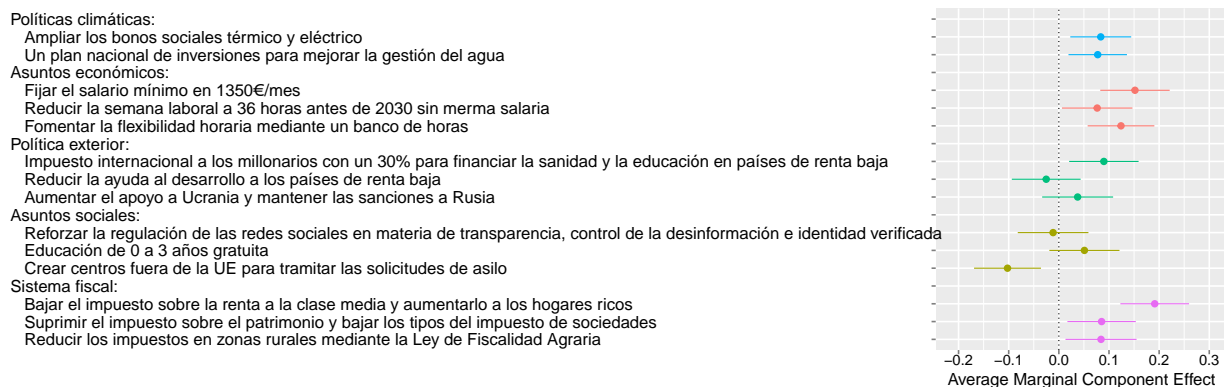 Políticas climáticas:
Ampliar los bonos sociales térmico y eléctrico
Un plan nacional de inversiones para mejorar la gestión del agua
Asuntos económicos:
Fijar el salario mínimo en 1350€/mes
Reducir la semana laboral a 36 horas antes de 2030 sin merma salaria
Fomentar la flexibilidad horaria mediante un banco de horas
Política exterior:
Impuesto internacional a los millonarios con un 30% para financiar la sanidad y la educación en países de renta baja
Reducir la ayuda al desarrollo a los países de renta baja
Aumentar el apoyo a Ucrania y mantener las sanciones a Rusia
Asuntos sociales:
Reforzar la regulación de las redes sociales en materia de transparencia, control de la desinformación e identidad verificada
Educación de 0 a 3 años gratuita
Crear centros fuera de la UE para tramitar las solicitudes de asilo
Sistema fiscal:
Bajar el impuesto sobre la renta a la clase media y aumentarlo a los hogares ricos
Suprimir el impuesto sobre el patrimonio y bajar los tipos del impuesto de sociedades
Reducir los impuestos en zonas rurales mediante la Ley de Fiscalidad Agraria
−0.2 −0.1 0.0 0.1 0.2 0.3
Average Marginal Component Effect